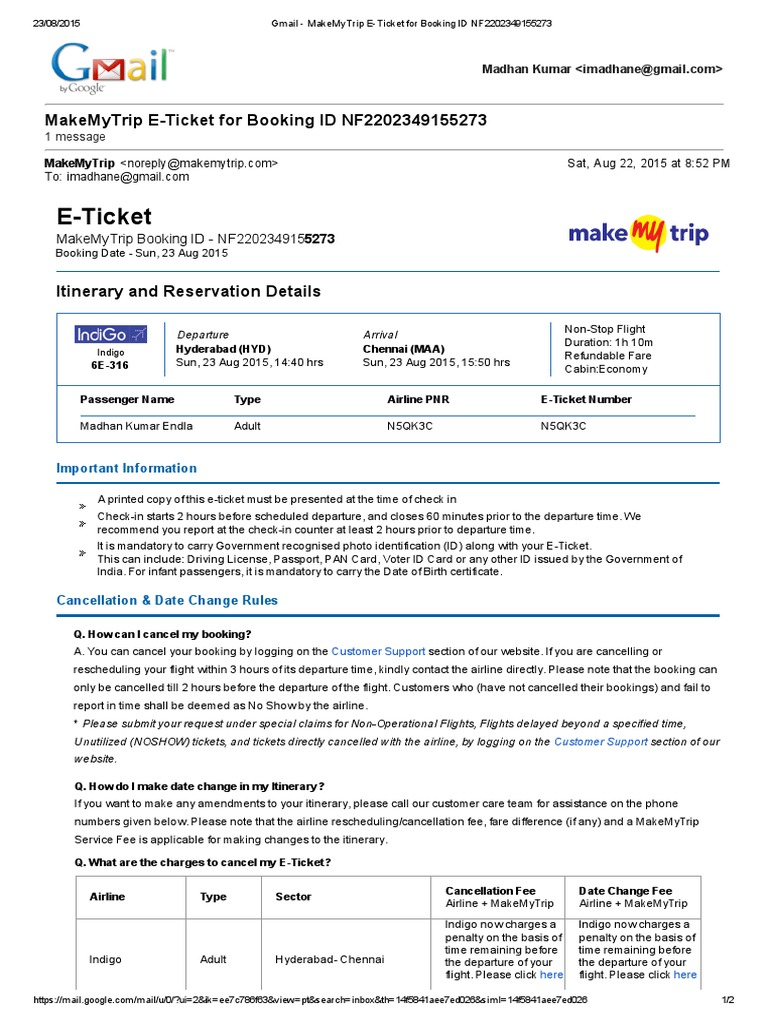 23/08/2015 Gmail - MakeMyTrip E-Ticket for Booking ID NF2202349155273
Gmail
by Google
Madhan Kumar <imadhane@gmail.com>
MakeMyTrip E-Ticket for Booking ID NF2202349155273
1 message
MakeMyTrip <noreply@makemytrip.com> Sat, Aug 22, 2015 at 8:52 PM
To: imadhane@gmail.com
E-Ticket
MakeMyTrip Booking ID - NF2202349155273
Booking Date - Sun, 23 Aug 2015
make my trip
Itinerary and Reservation Details
IndiGo
Indigo
6E-316
Departure
Hyderabad (HYD)
Sun, 23 Aug 2015, 14:40 hrs
Arrival
Chennai (MAA)
Sun, 23 Aug 2015, 15:50 hrs
Non-Stop Flight
Duration: 1h 10m
Refundable Fare
Cabin:Economy
Passenger Name Type Airline PNR E-Ticket Number
Madhan Kumar Endla Adult N5QK3C N5QK3C
Important Information
A printed copy of this e-ticket must be presented at the time of check in
Check-in starts 2 hours before scheduled departure, and closes 60 minutes prior to the departure time. We
recommend you report at the check-in counter at least 2 hours prior to departure time.
It is mandatory to carry Government recognised photo identification (ID) along with your E-Ticket.
This can include: Driving License, Passport, PAN Card, Voter ID Card or any other ID issued by the Government of
India. For infant passengers, it is mandatory to carry the Date of Birth certificate.
Cancellation & Date Change Rules
Q. How can I cancel my booking?
A. You can cancel your booking by logging on the Customer Support section of our website. If you are cancelling or
rescheduling your flight within 3 hours of its departure time, kindly contact the airline directly. Please note that the booking can
only be cancelled till 2 hours before the departure of the flight. Customers who (have not cancelled their bookings) and fail to
report in time shall be deemed as No Show by the airline.
* Please submit your request under special claims for Non-Operational Flights, Flights delayed beyond a specified time,
Unutilized (NOSHOW) tickets, and tickets directly cancelled with the airline, by logging on the Customer Support section of our
website.
Q. How do I make date change in my Itinerary?
If you want to make any amendments to your itinerary, please call our customer care team for assistance on the phone
numbers given below. Please note that the airline rescheduling/cancellation fee, fare difference (if any) and a MakeMyTrip
Service Fee is applicable for making changes to the itinerary.
Q. What are the charges to cancel my E-Ticket?
Airline Type Sector
Cancellation Fee
Airline + MakeMyTrip
Date Change Fee
Airline + MakeMyTrip
Indigo Adult Hyderabad- Chennai
Indigo now charges a
penalty on the basis of
time remaining before
the departure of your
flight. Please click here
Indigo now charges a
penalty on the basis of
time remaining before
the departure of your
flight. Please click here
https://mail.google.com/mail/u/0/?ui=2&ik=ee7c786f63&view=pt&search=inbox&th=14f5841aee7ed026&siml=14f5841aee7ed026 1/2